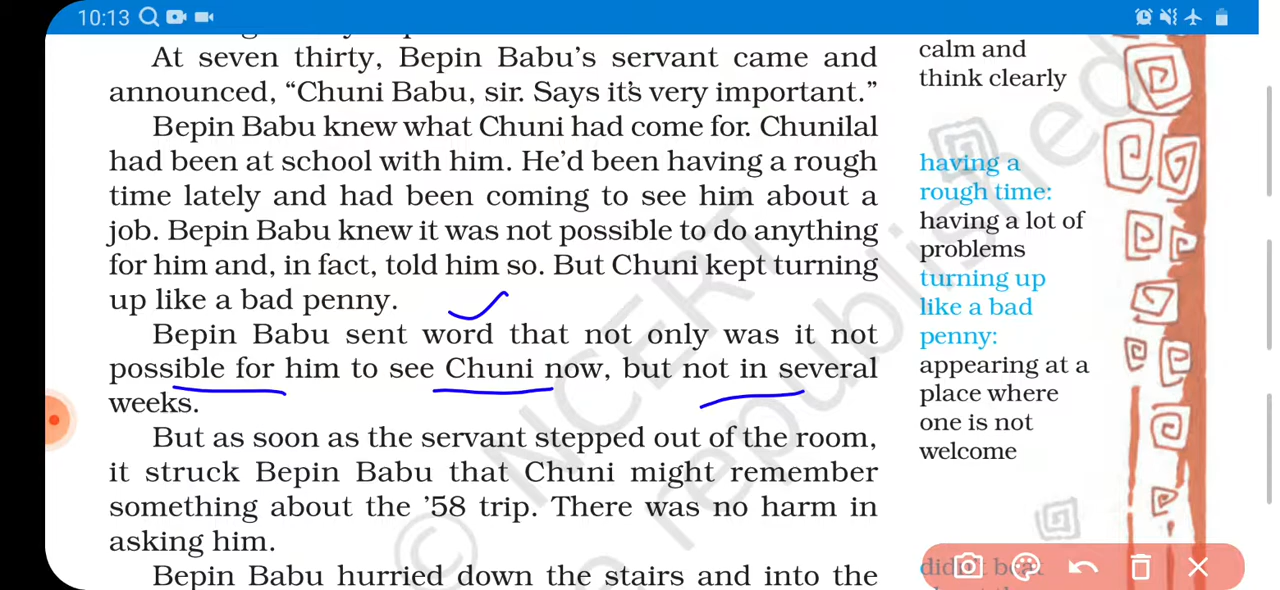 10:13
At seven thirty, Bepin Babu's servant came and
announced, “Chuni Babu, sir. Says it's very important.”
Bepin Babu knew what Chuni had come for. Chunilal
had been at school with him. He'd been having a rough
time lately and had been coming to see him about a
job. Bepin Babu knew it was not possible to do anything
for him and, in fact, told him so. But Chuni kept turning
up like a bad penny.
Bepin Babu sent word that not only was it not
possible for him to see Chuni now, but not in several
weeks.
But as soon as the servant stepped out of the room,
it struck Bepin Babu that Chuni might remember
something about the ’58 trip. There was no harm in
asking him.
Bepin Babu hurried down the stairs and into the
calm and
think clearly
having a
rough time:
having a lot of
problems
turning up
like a bad
penny:
appearing at a
place where
one is not
welcome
© NCERT
republished